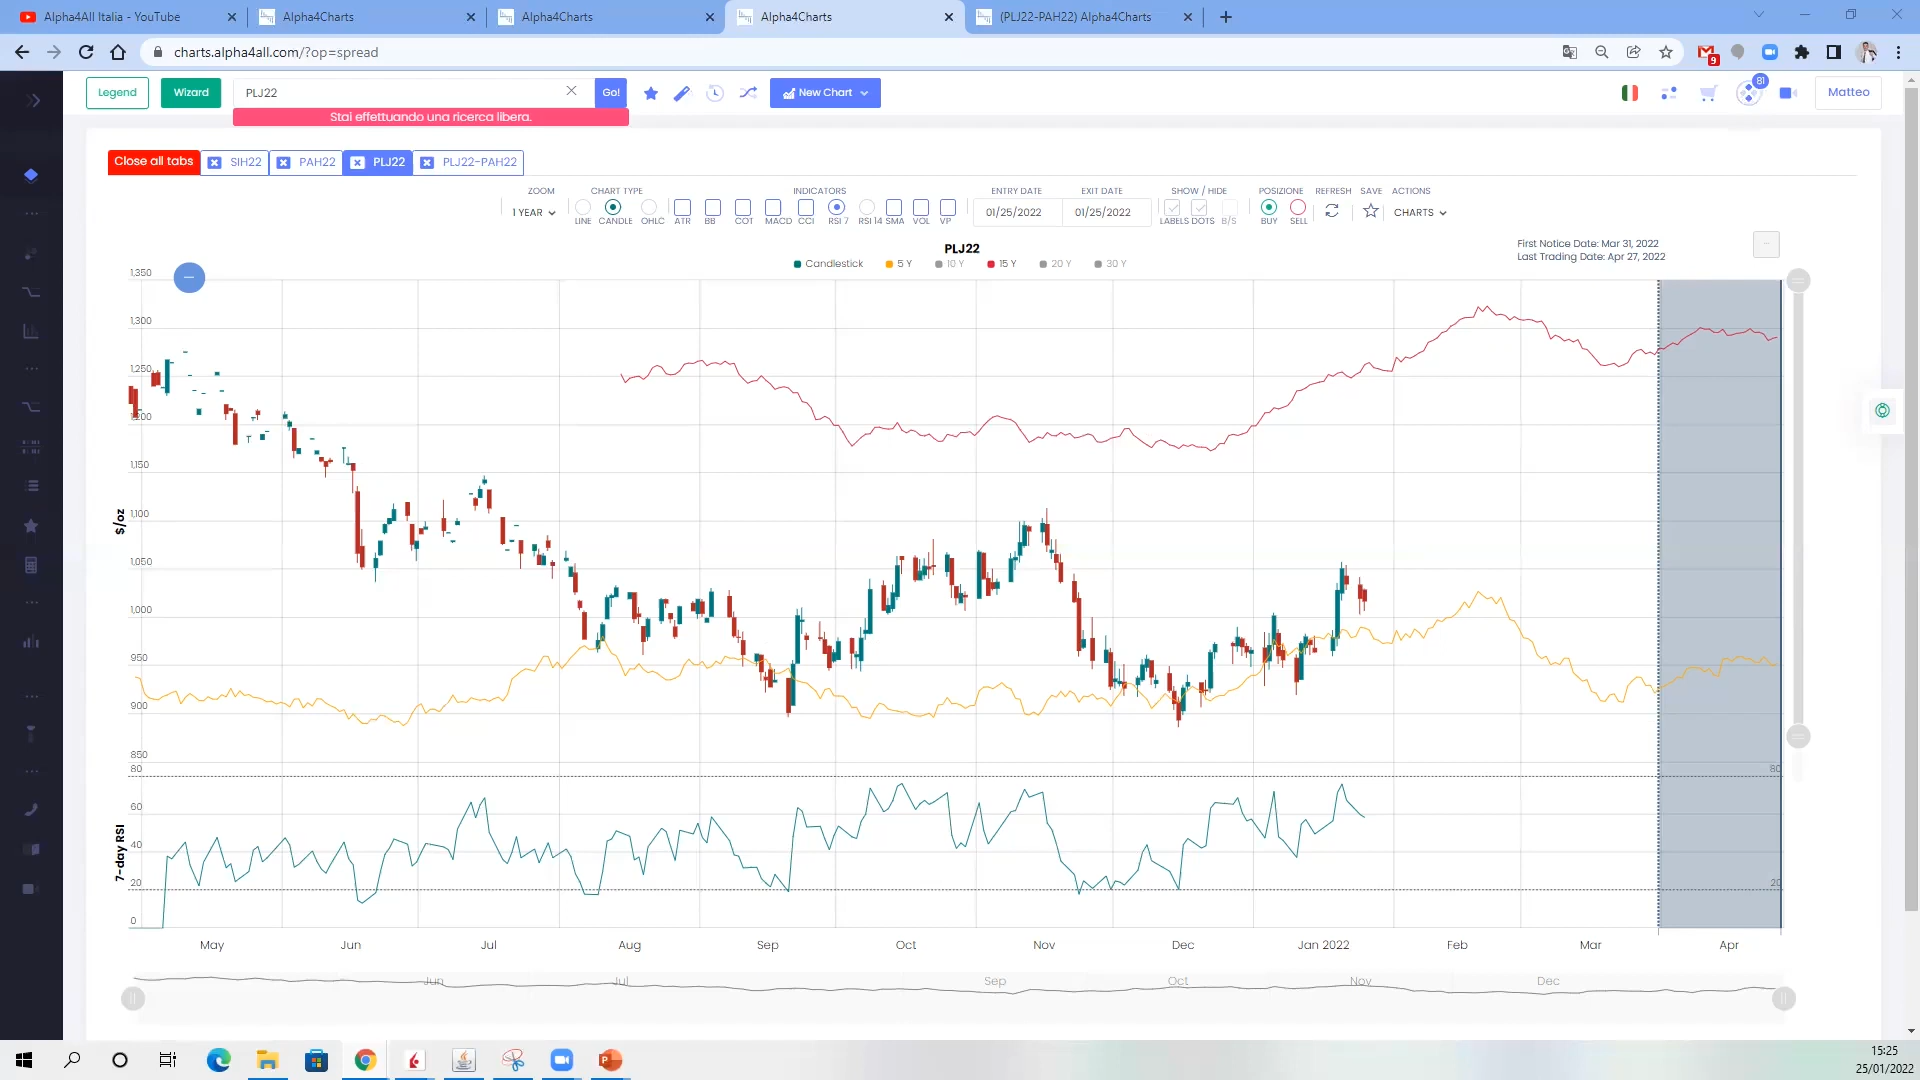 Alpha4All Italia - YouTube
Alpha4Charts
Alpha4Charts
Alpha4Charts
(PLJ22-PAH22) Alpha4Charts
charts.alpha4all.com/?op=spread
9
Legend
Wizard
PLJ22
Go!
New Chart
81
Matteo
Stai effettuando una ricerca libera.
Close all tabs
SIH22
PAH22
PLJ22
PLJ22-PAH22
ZOOM
CHART TYPE
INDICATORS
ENTRY DATE
EXIT DATE
SHOW / HIDE
POSIZIONE
REFRESH
SAVE
ACTIONS
1 YEAR
LINE
CANDLE
OHLC
ATR
BB
COT
MACD
CCI
RSI 7
RSI 14
SMA
VOL
VP
01/25/2022
01/25/2022
LABELS
DOTS
B/S
BUY
SELL
CHARTS
PLJ22
Candlestick
5 Y
10 Y
15 Y
20 Y
30 Y
First Notice Date: Mar 31, 2022
Last Trading Date: Apr 27, 2022
1,350
1,300
1,250
1,200
1,150
1,100
1,050
1,000
950
900
850
$/oz
80
60
40
20
0
80
20
7-day RSI
May
Jun
Jul
Aug
Sep
Oct
Nov
Dec
Jan 2022
Feb
Mar
Apr
Jun
Jul
Sep
Oct
Nov
Dec
15:25
25/01/2022